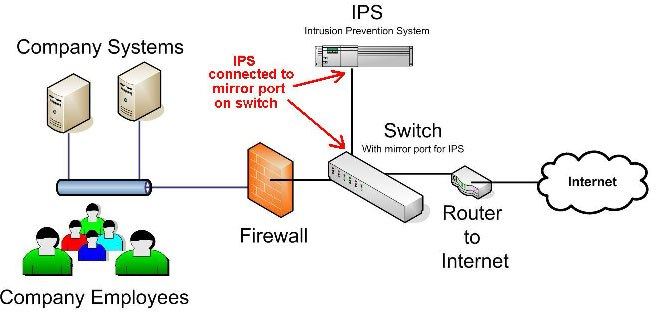 IPS
Intrusion Prevention System
Company Systems
IPS
connected to
mirror port
on switch
Switch
With mirror port for IPS
Internet
Firewall
Router
to
Internet
Company Employees